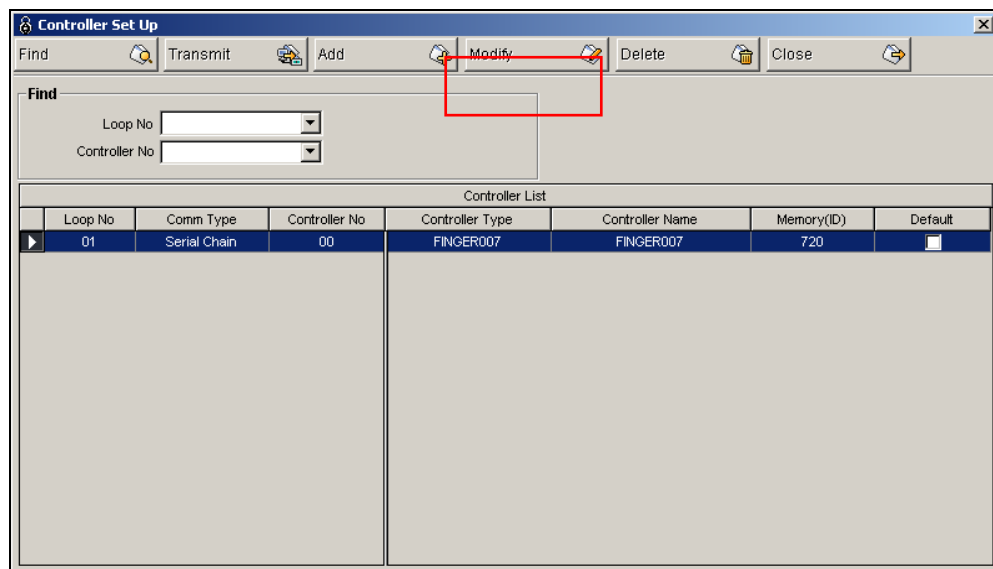 Controller Set Up
Find Transmit Add Modify Delete Close
Find
Loop No
Controller No
Controller List
Loop No Comm Type Controller No Controller Type Controller Name Memory(ID) Default
01 Serial Chain 00 FINGER007 FINGER007 720